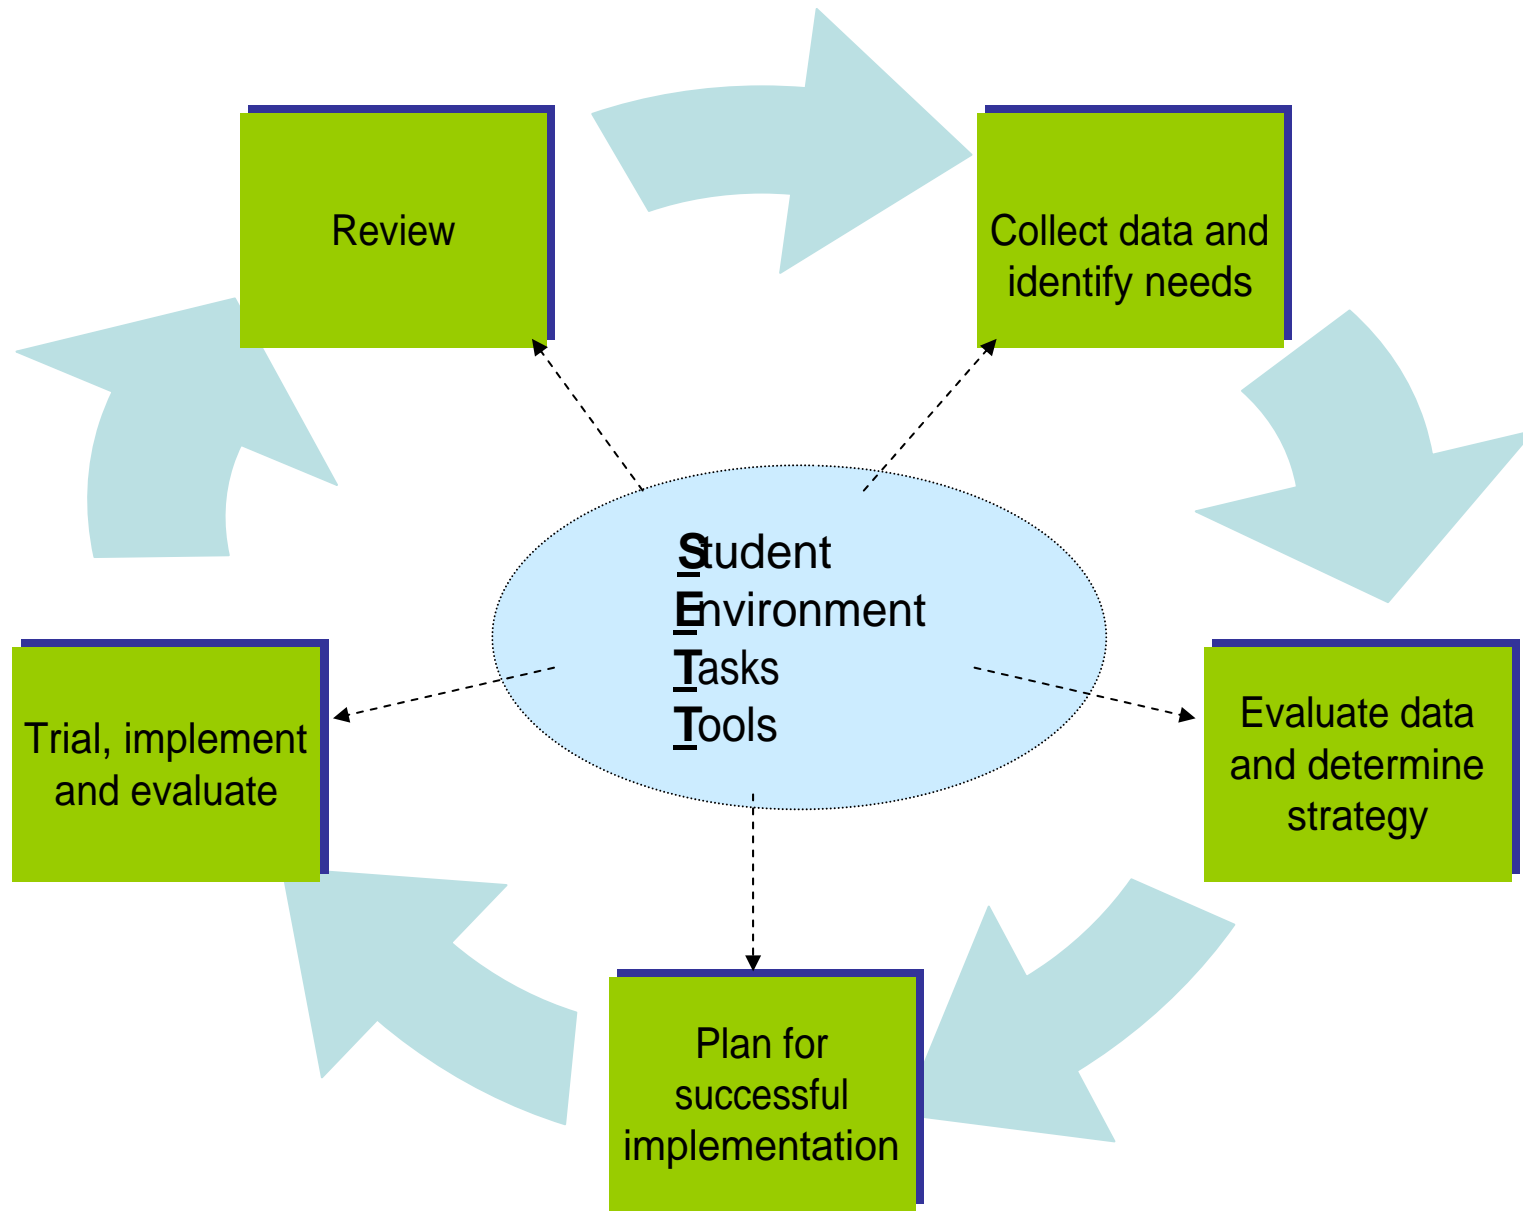 Review
Collect data and
identify needs
Student
Environment
Tasks
Tools
Trial, implement
and evaluate
Evaluate data
and determine
strategy
Plan for
successful
implementation